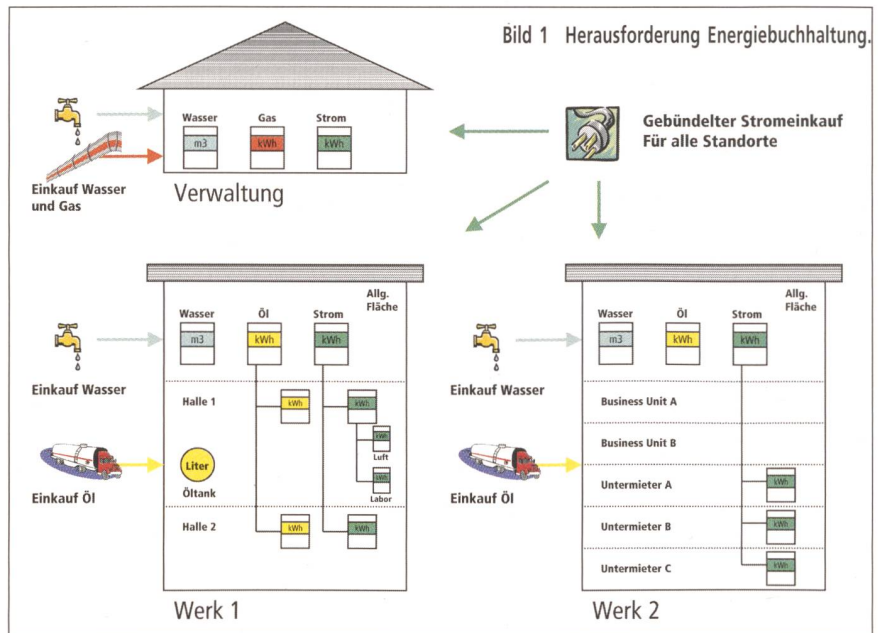 Bild 1 Herausforderung Energiebuchhaltung.
Wasser Gas Strom
m3 kWh kWh
Einkauf Wasser
und Gas
Verwaltung
Gebündelter Stromeinkauf
Für alle Standorte
Allg.
Fläche
Wasser Öl Strom
m3 kWh kWh
Einkauf Wasser
Halle 1
kWh kWh
kWh
Luft
kWh
Labor
Liter
Öltank
Einkauf Öl
Halle 2
kWh kWh
Werk 1
Allg.
Fläche
Wasser Öl Strom
m3 kWh kWh
Einkauf Wasser
Business Unit A
Business Unit B
Einkauf Öl
Untermieter A
kWh
Untermieter B
kWh
Untermieter C
kWh
Werk 2